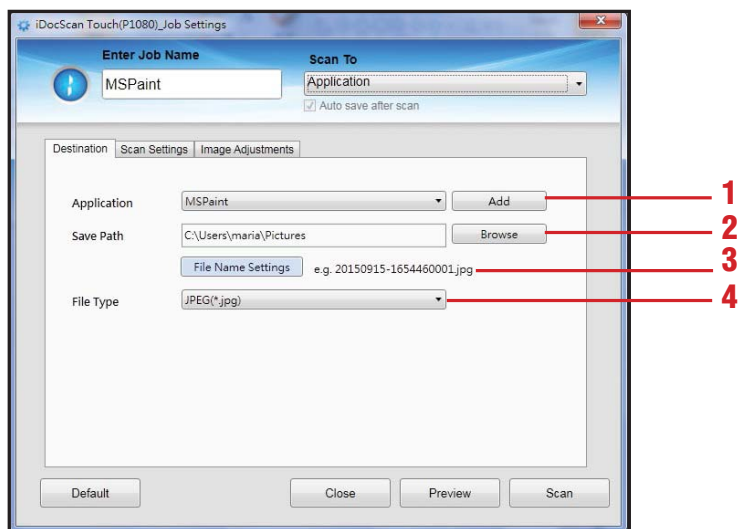 iDocScan Touch(P1080)_Job Settings
Enter Job Name
Scan To
MSPaint
Application
Auto save after scan
Destination
Scan Settings
Image Adjustments
Application
MSPaint
Add
1
Save Path
C:\Users\maria\Pictures
Browse
2
File Name Settings
e.g. 20150915-1654460001.jpg
3
File Type
JPEG(*.jpg)
4
Default
Close
Preview
Scan